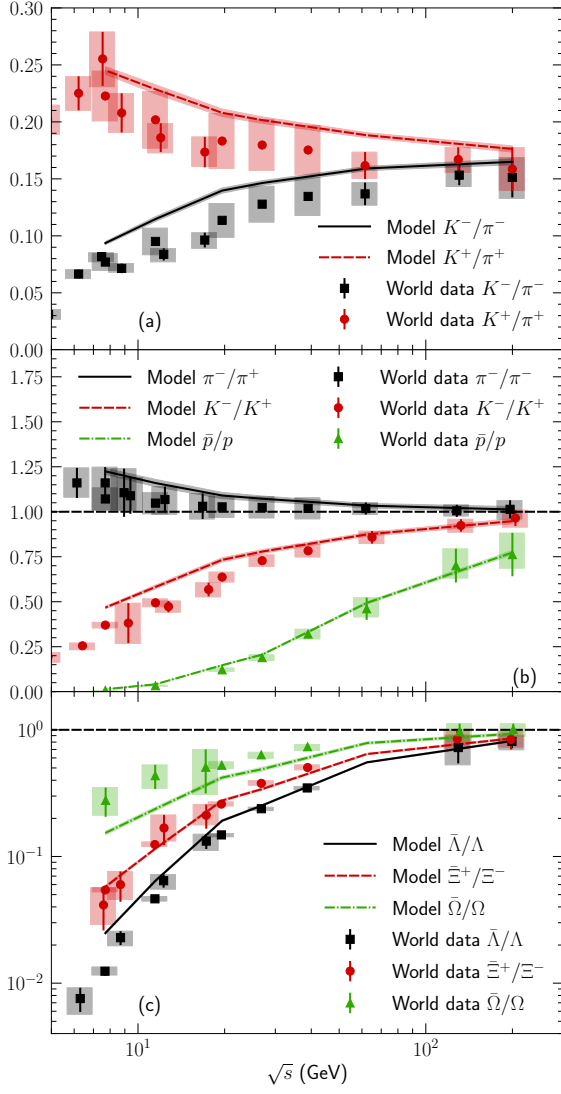 0.30
0.25
0.20
0.15
0.10
0.05
0.00
Model K⁻/π⁻
Model K⁺/π⁺
World data K⁻/π⁻
World data K⁺/π⁺
(a)
1.75
1.50
1.25
1.00
0.75
0.50
0.25
0.00
Model π⁻/π⁺
Model K⁻/K⁺
Model p̄/p
World data π⁻/π⁻
World data K⁻/K⁺
World data p̄/p
(b)
10⁰
10⁻¹
10⁻²
Model Λ̄/Λ
Model Ξ̄⁺/Ξ⁻
Model Ω̄/Ω
World data Λ̄/Λ
World data Ξ̄⁺/Ξ⁻
World data Ω̄/Ω
(c)
10¹ 10²
√s (GeV)